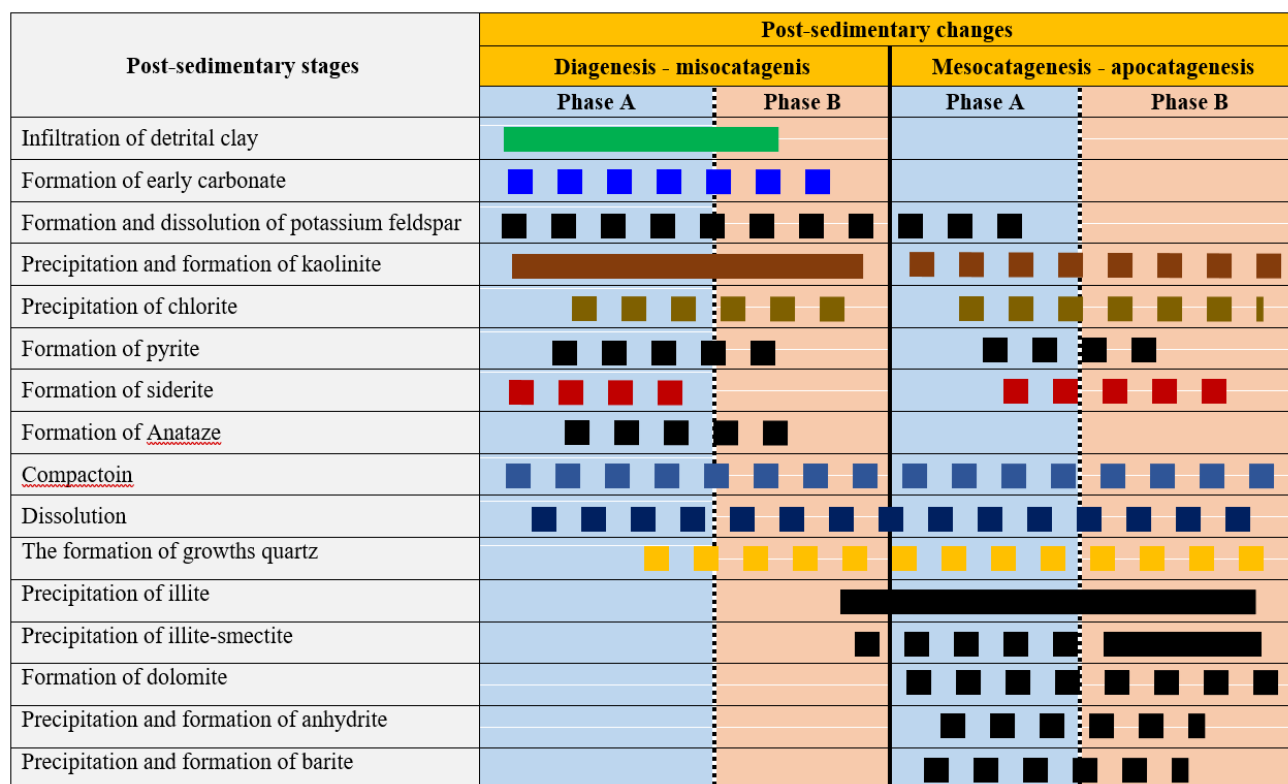 Post-sedimentary stages
Post-sedimentary changes
Diagenesis - misocatagenis
Mesocatagenesis - apocatagenesis
Phase A
Phase B
Phase A
Phase B
Infiltration of detrital clay
Formation of early carbonate
Formation and dissolution of potassium feldspar
Precipitation and formation of kaolinite
Precipitation of chlorite
Formation of pyrite
Formation of siderite
Formation of Anataze
Compactoin
Dissolution
The formation of growths quartz
Precipitation of illite
Precipitation of illite-smectite
Formation of dolomite
Precipitation and formation of anhydrite
Precipitation and formation of barite